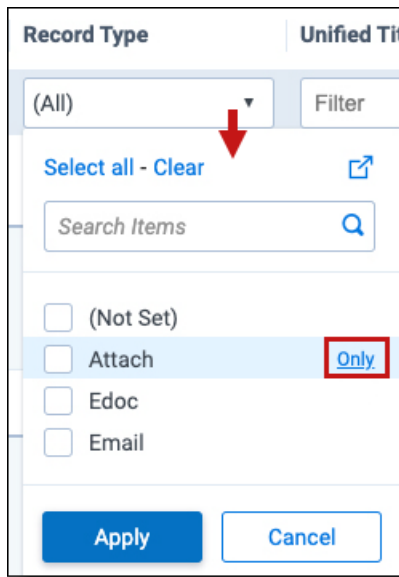 Record Type Unified Tit
(All) Filter
Select all - Clear
Search Items
(Not Set)
Attach Only
Edoc
Email
Apply Cancel